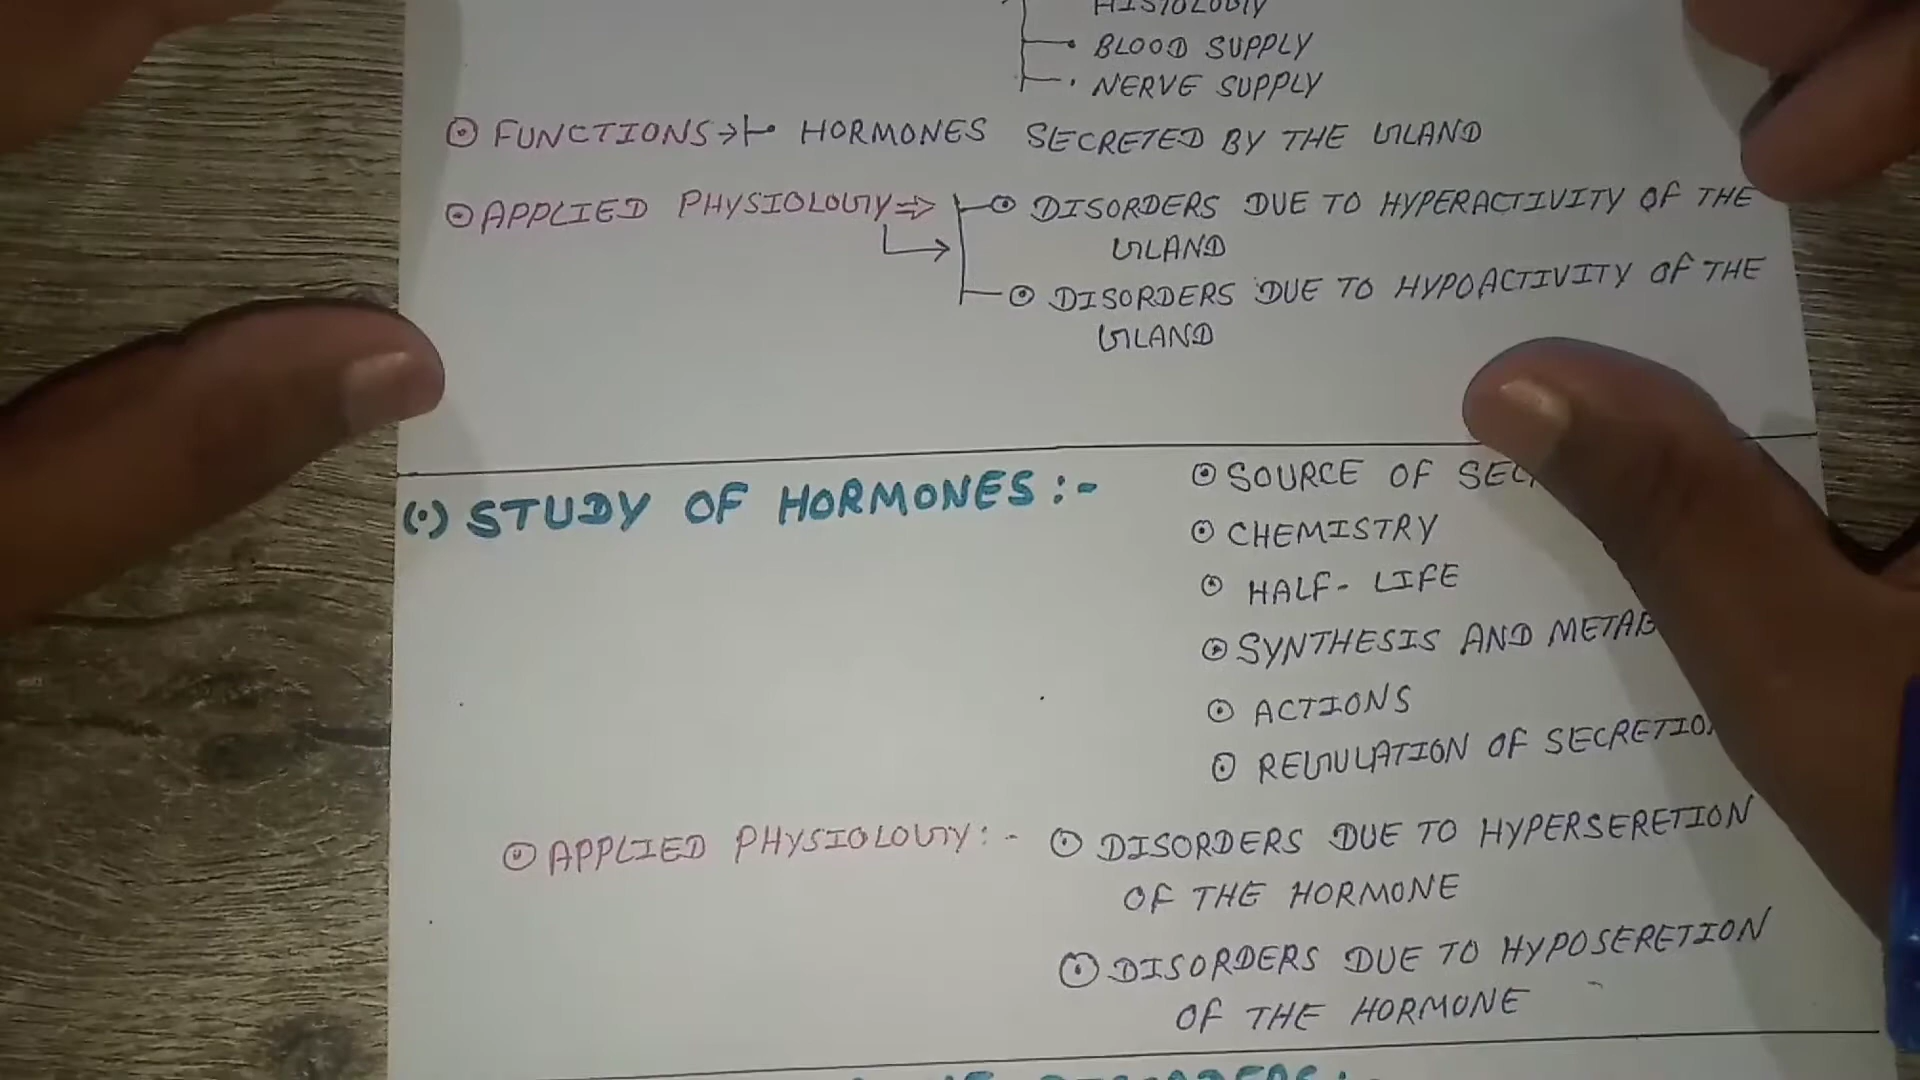 HISTOLOGY
• BLOOD SUPPLY
• NERVE SUPPLY
⊙ FUNCTIONS → • HORMONES SECRETED BY THE GLAND
⊙ APPLIED PHYSIOLOGY ⇒ ⊙ DISORDERS DUE TO HYPERACTIVITY OF THE
GLAND
⊙ DISORDERS DUE TO HYPOACTIVITY OF THE
GLAND
(•) STUDY OF HORMONES :-
⊙ SOURCE OF
⊙ CHEMISTRY
⊙ HALF- LIFE
⊙ SYNTHESIS AND
⊙ ACTIONS
⊙ REGULATION OF SECRETION
⊙ APPLIED PHYSIOLOGY :- ⊙ DISORDERS DUE TO HYPERSERETION
OF THE HORMONE
⊙ DISORDERS DUE TO HYPOSERETION
OF THE HORMONE